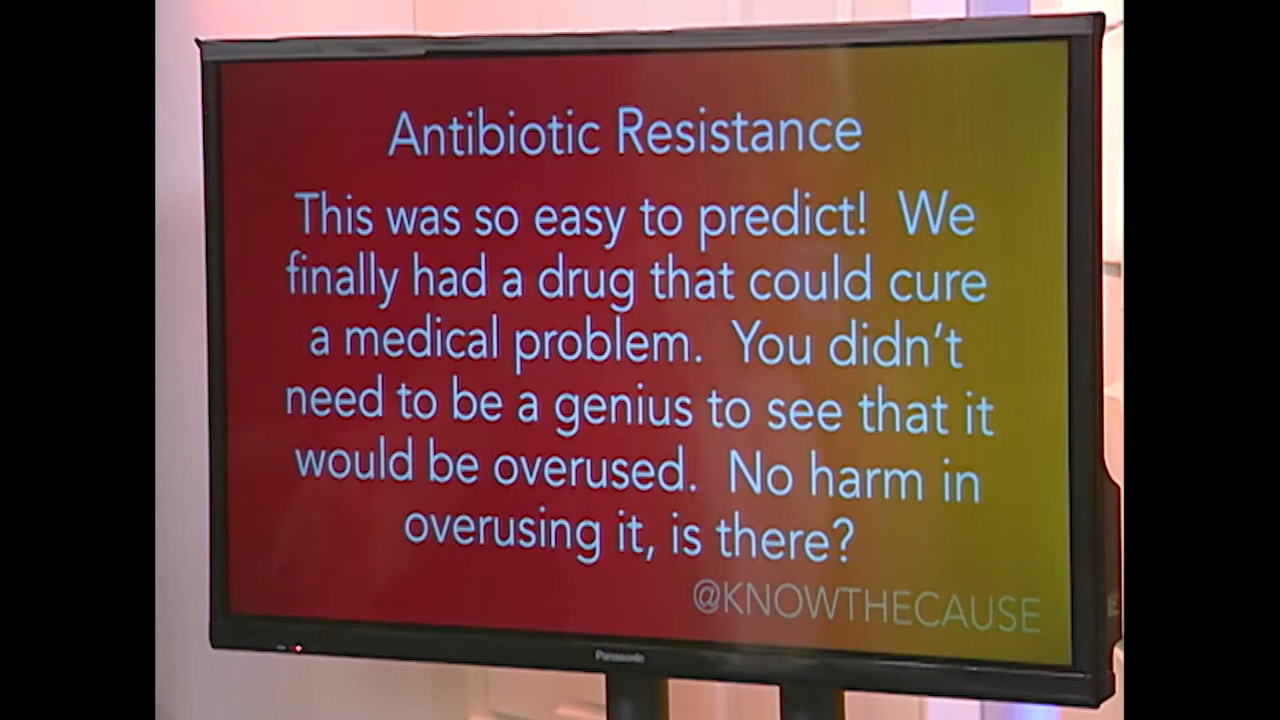 Antibiotic Resistance
This was so easy to predict! We
finally had a drug that could cure
a medical problem. You didn't
need to be a genius to see that it
would be overused. No harm in
overusing it, is there?
@KNOWTHECAUSE
Panasonic